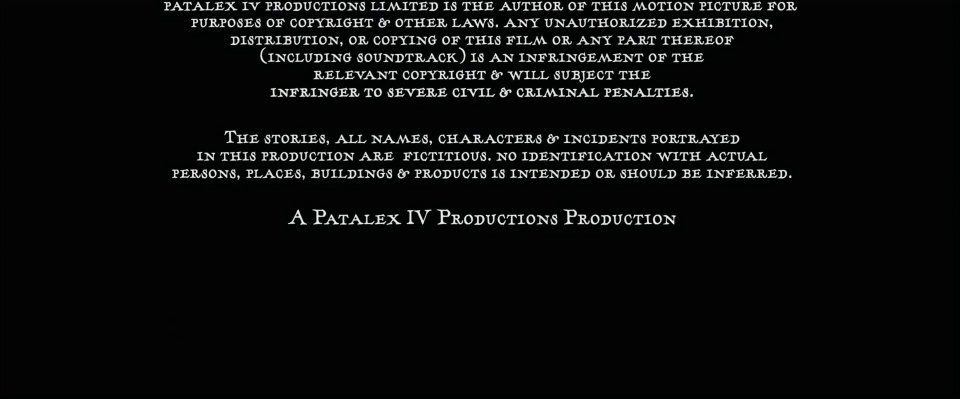 PATALEX IV PRODUCTIONS LIMITED IS THE AUTHOR OF THIS MOTION PICTURE FOR
PURPOSES OF COPYRIGHT & OTHER LAWS. ANY UNAUTHORIZED EXHIBITION,
DISTRIBUTION, OR COPYING OF THIS FILM OR ANY PART THEREOF
(INCLUDING SOUNDTRACK) IS AN INFRINGEMENT OF THE
RELEVANT COPYRIGHT & WILL SUBJECT THE
INFRINGER TO SEVERE CIVIL & CRIMINAL PENALTIES.
THE STORIES, ALL NAMES, CHARACTERS & INCIDENTS PORTRAYED
IN THIS PRODUCTION ARE FICTITIOUS. NO IDENTIFICATION WITH ACTUAL
PERSONS, PLACES, BUILDINGS & PRODUCTS IS INTENDED OR SHOULD BE INFERRED.
A PATALEX IV PRODUCTIONS PRODUCTION